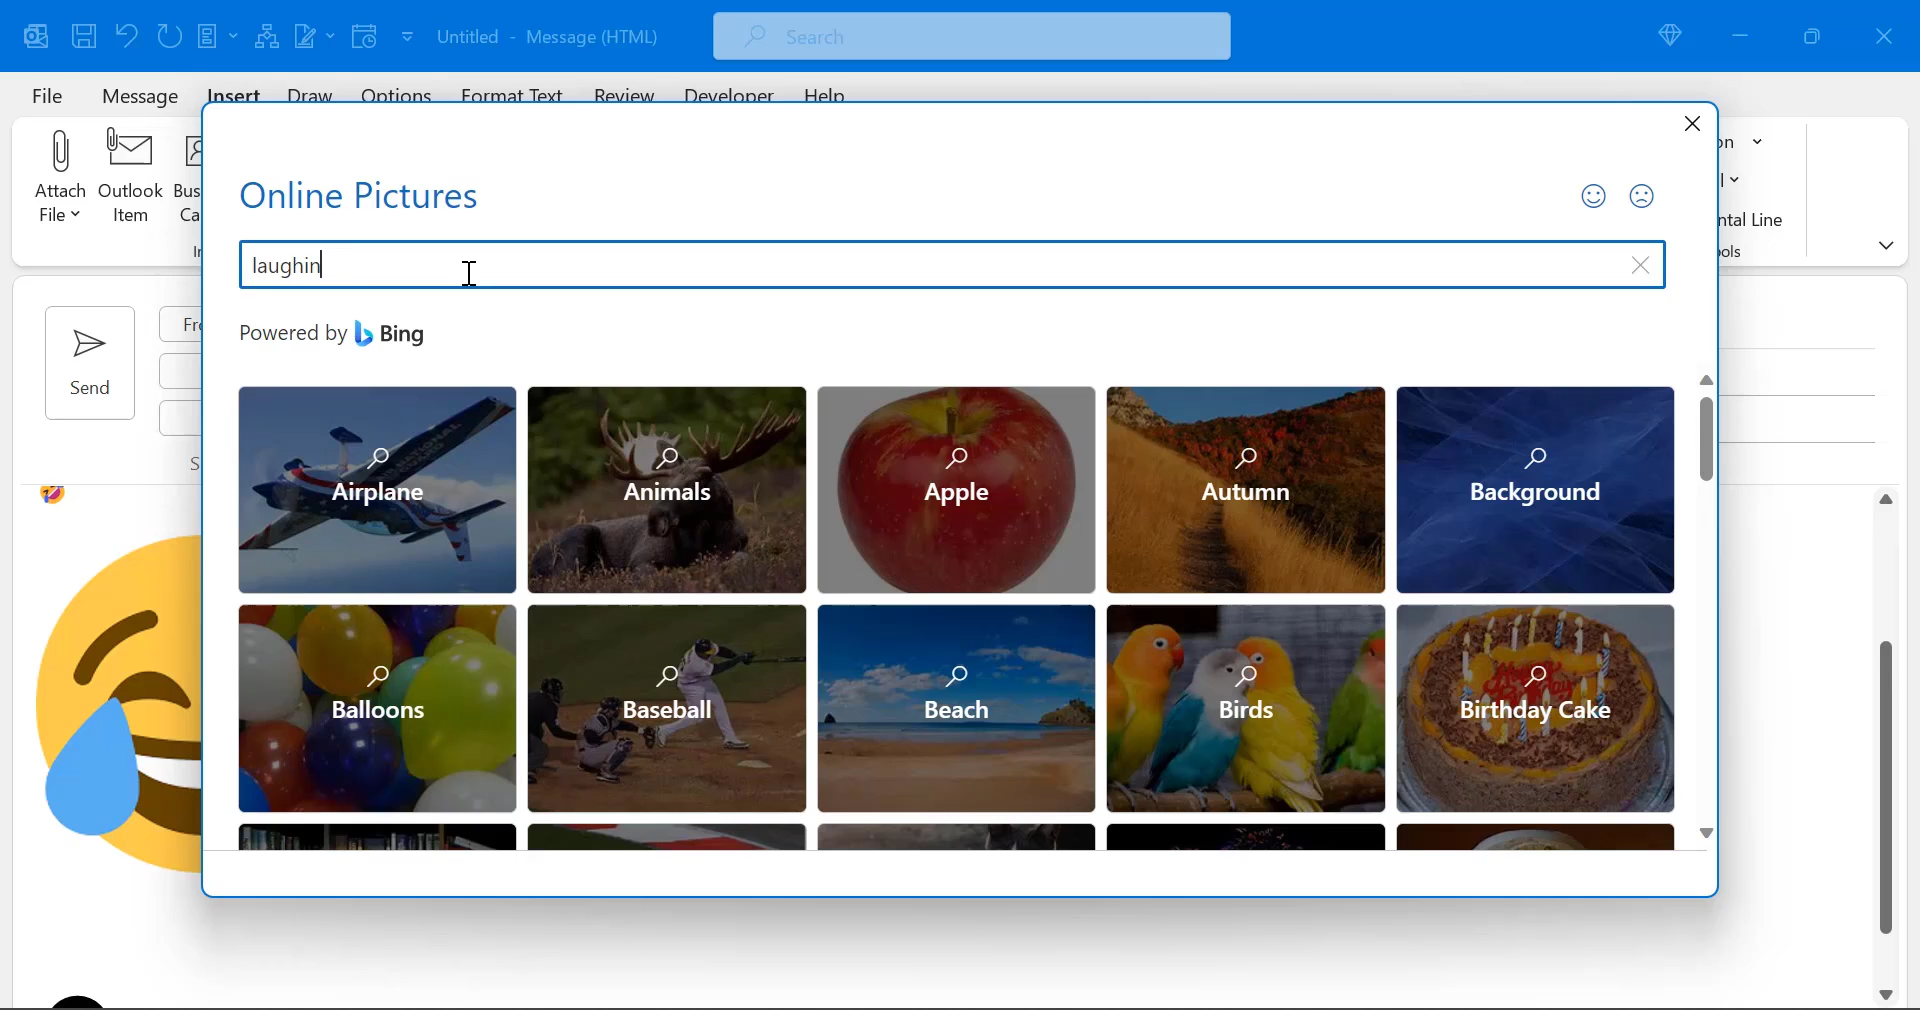 Untitled - Message (HTML)
Search
File Message Insert Draw Options Format Text Review Developer Help
Attach
File
Outlook
Item
Online Pictures
laughin
Powered by Bing
Airplane
Animals
Apple
Autumn
Background
Balloons
Baseball
Beach
Birds
Birthday Cake
Send